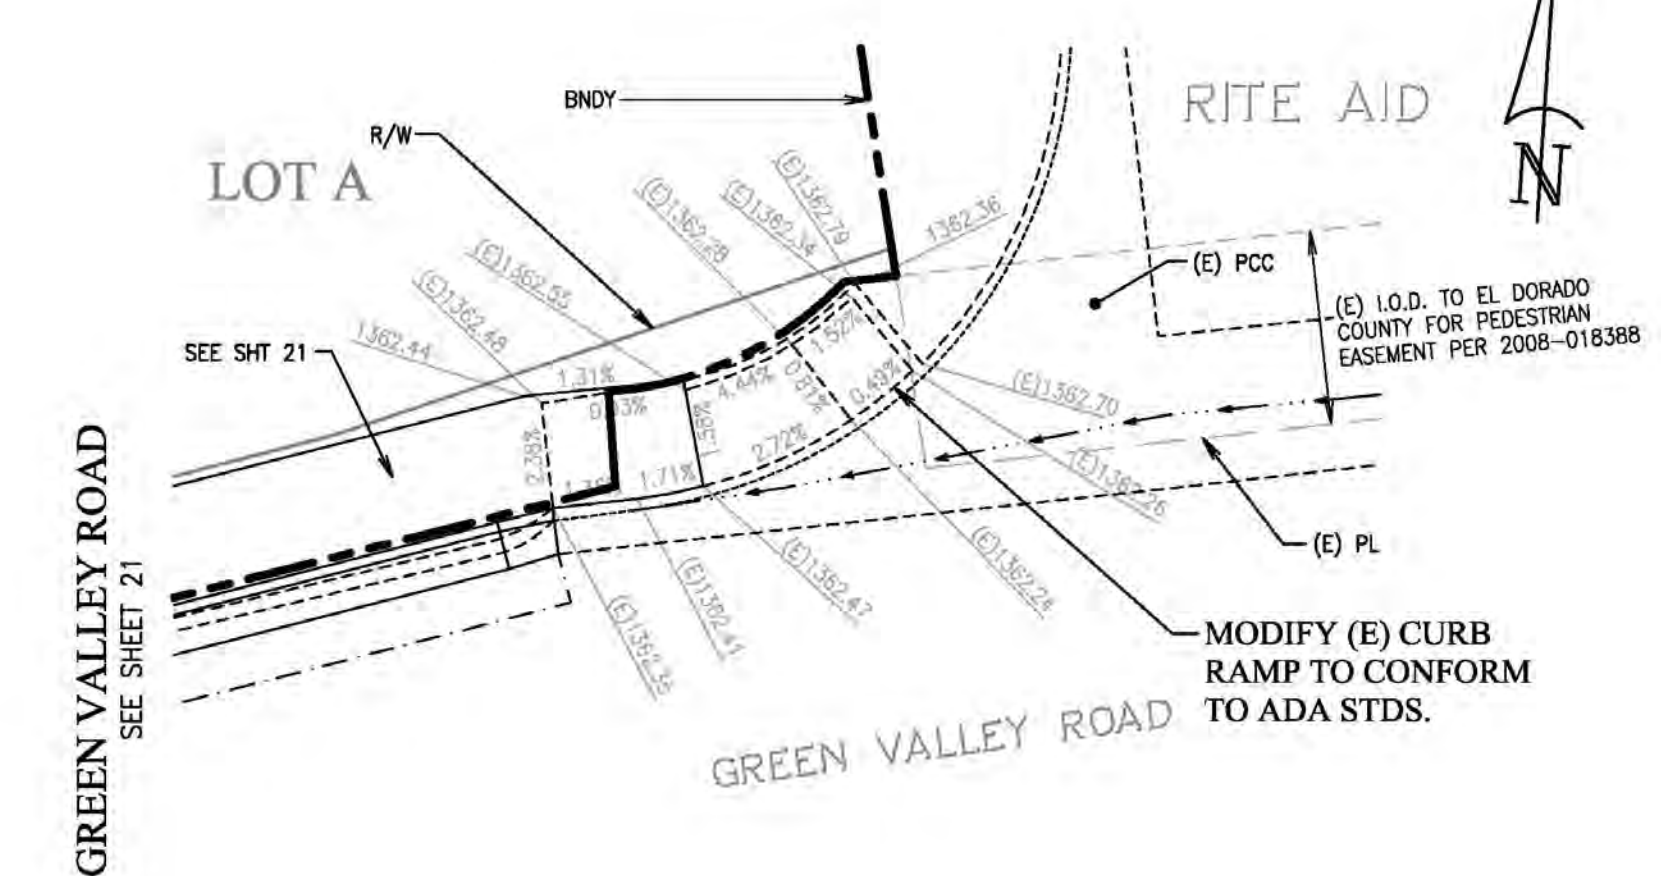 BNDY
RITE AID
R/W
LOT A
N
(E)1362.79
(E)1362.34
(E)1362.28
1362.36
(E)1362.55
(E)1362.48
1362.44
(E) PCC
(E) I.O.D. TO EL DORADO
COUNTY FOR PEDESTRIAN
EASEMENT PER 2008-018388
SEE SHT 21
1.31%
4.44%
1.52%
0.81%
0.49%
1.58%
2.38%
1.71%
2.72%
(E)1362.70
(E)1362.26
(E)1362.24
(E)1362.47
(E)1362.41
(E)1362.35
(E) PL
MODIFY (E) CURB
RAMP TO CONFORM
TO ADA STDS.
GREEN VALLEY ROAD
GREEN VALLEY ROAD
SEE SHEET 21